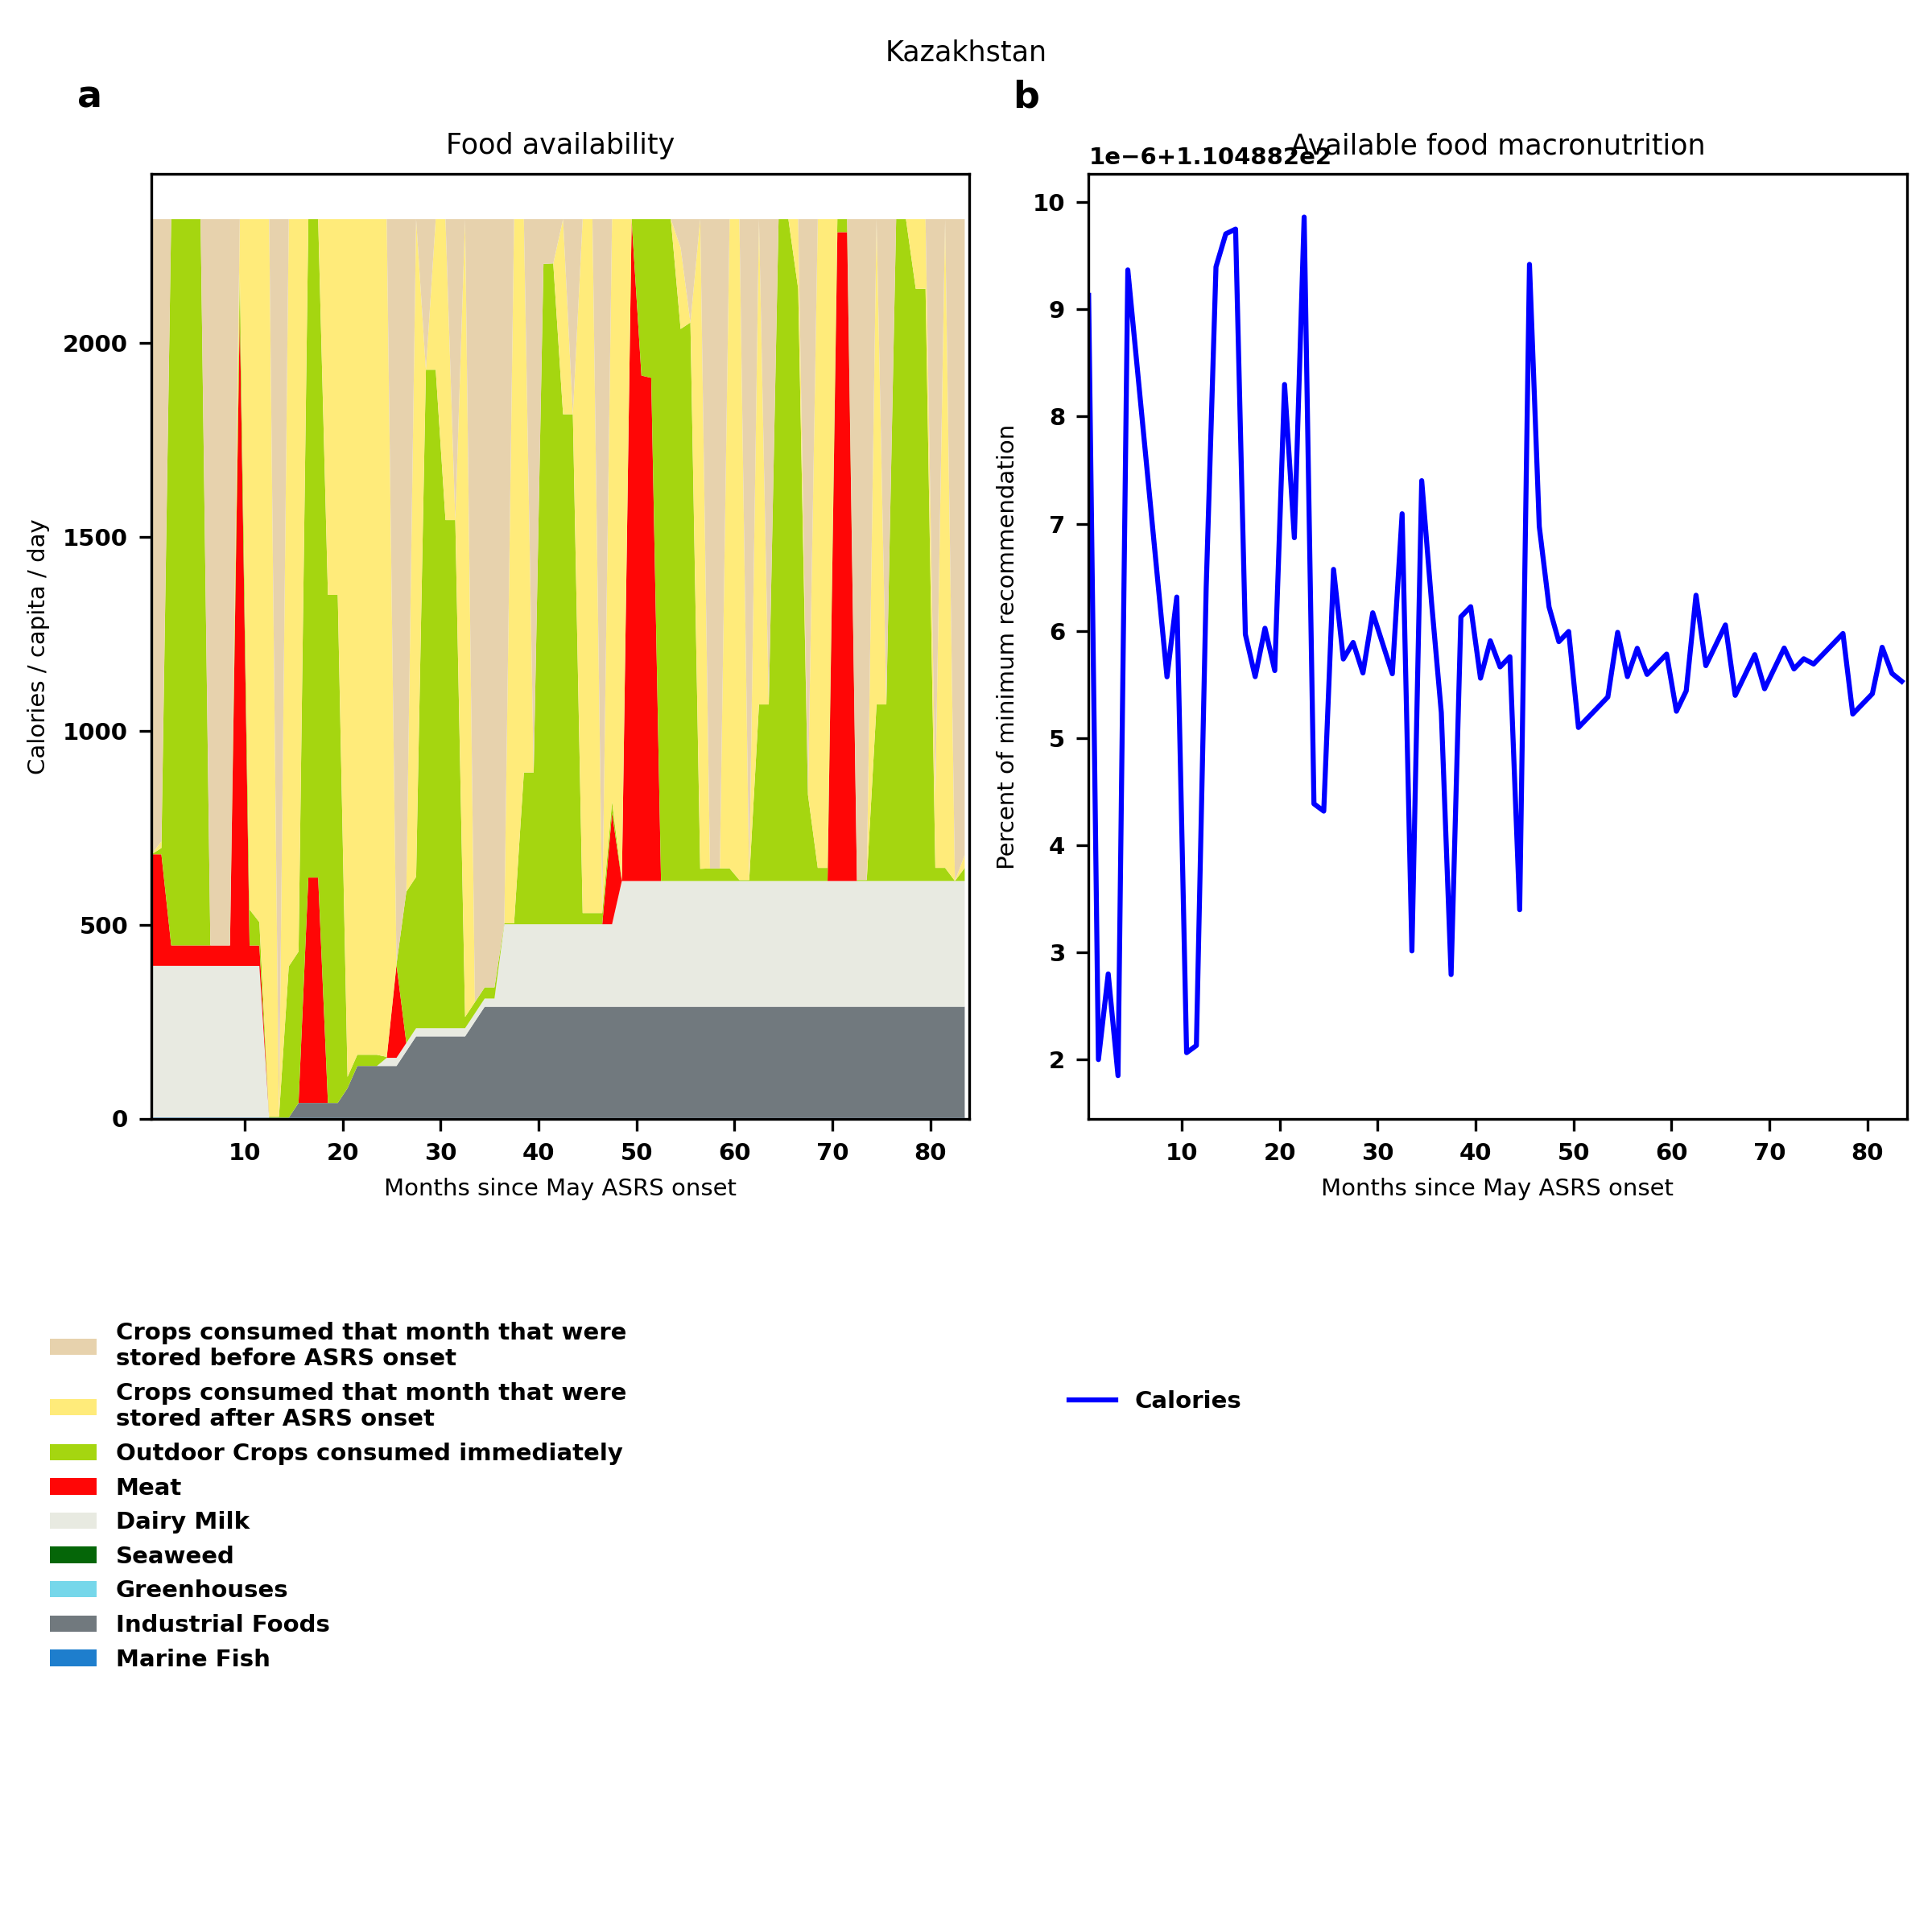 Kazakhstan
a
b
Food availability
Available food macronutrition
1e−6+1.104882e2
Calories / capita / day
2000
1500
1000
500
0
10 20 30 40 50 60 70 80
Months since May ASRS onset
Percent of minimum recommendation
10
9
8
7
6
5
4
3
2
10 20 30 40 50 60 70 80
Months since May ASRS onset
Crops consumed that month that were
stored before ASRS onset
Crops consumed that month that were
stored after ASRS onset
Outdoor Crops consumed immediately
Meat
Dairy Milk
Seaweed
Greenhouses
Industrial Foods
Marine Fish
Calories